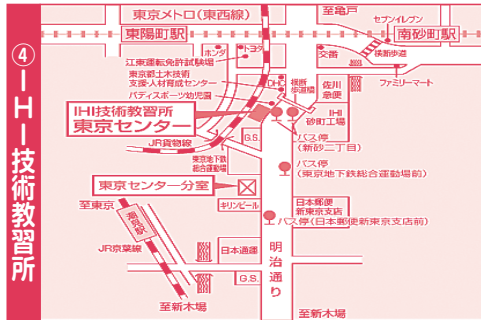 ④IHI技術教習所
東京メトロ(東西線)
至亀戸
セブンイレブン
東陽町駅
南砂町駅
ホンダ
トヨタ
交番
横断歩道
江東運転免許試験場
東京都土木技術
支援・人材育成センター
パディスポーツ幼児園
DHC
横断
歩道橋
佐川
急便
ファミリーマート
IHI技術教習所
東京センター
IHI
砂町工場
JR貨物線
G.S.
バス停
(新砂二丁目)
東京地下鉄
総合運動場
バス停
(東京地下鉄総合運動場前)
東京センター分室
キリンビール
日本郵便
新東京支店
バス停(日本郵便新東京支店前)
至東京
潮見駅
JR京葉線
日本通運
明治通り
G.S.
至新木場
至新木場